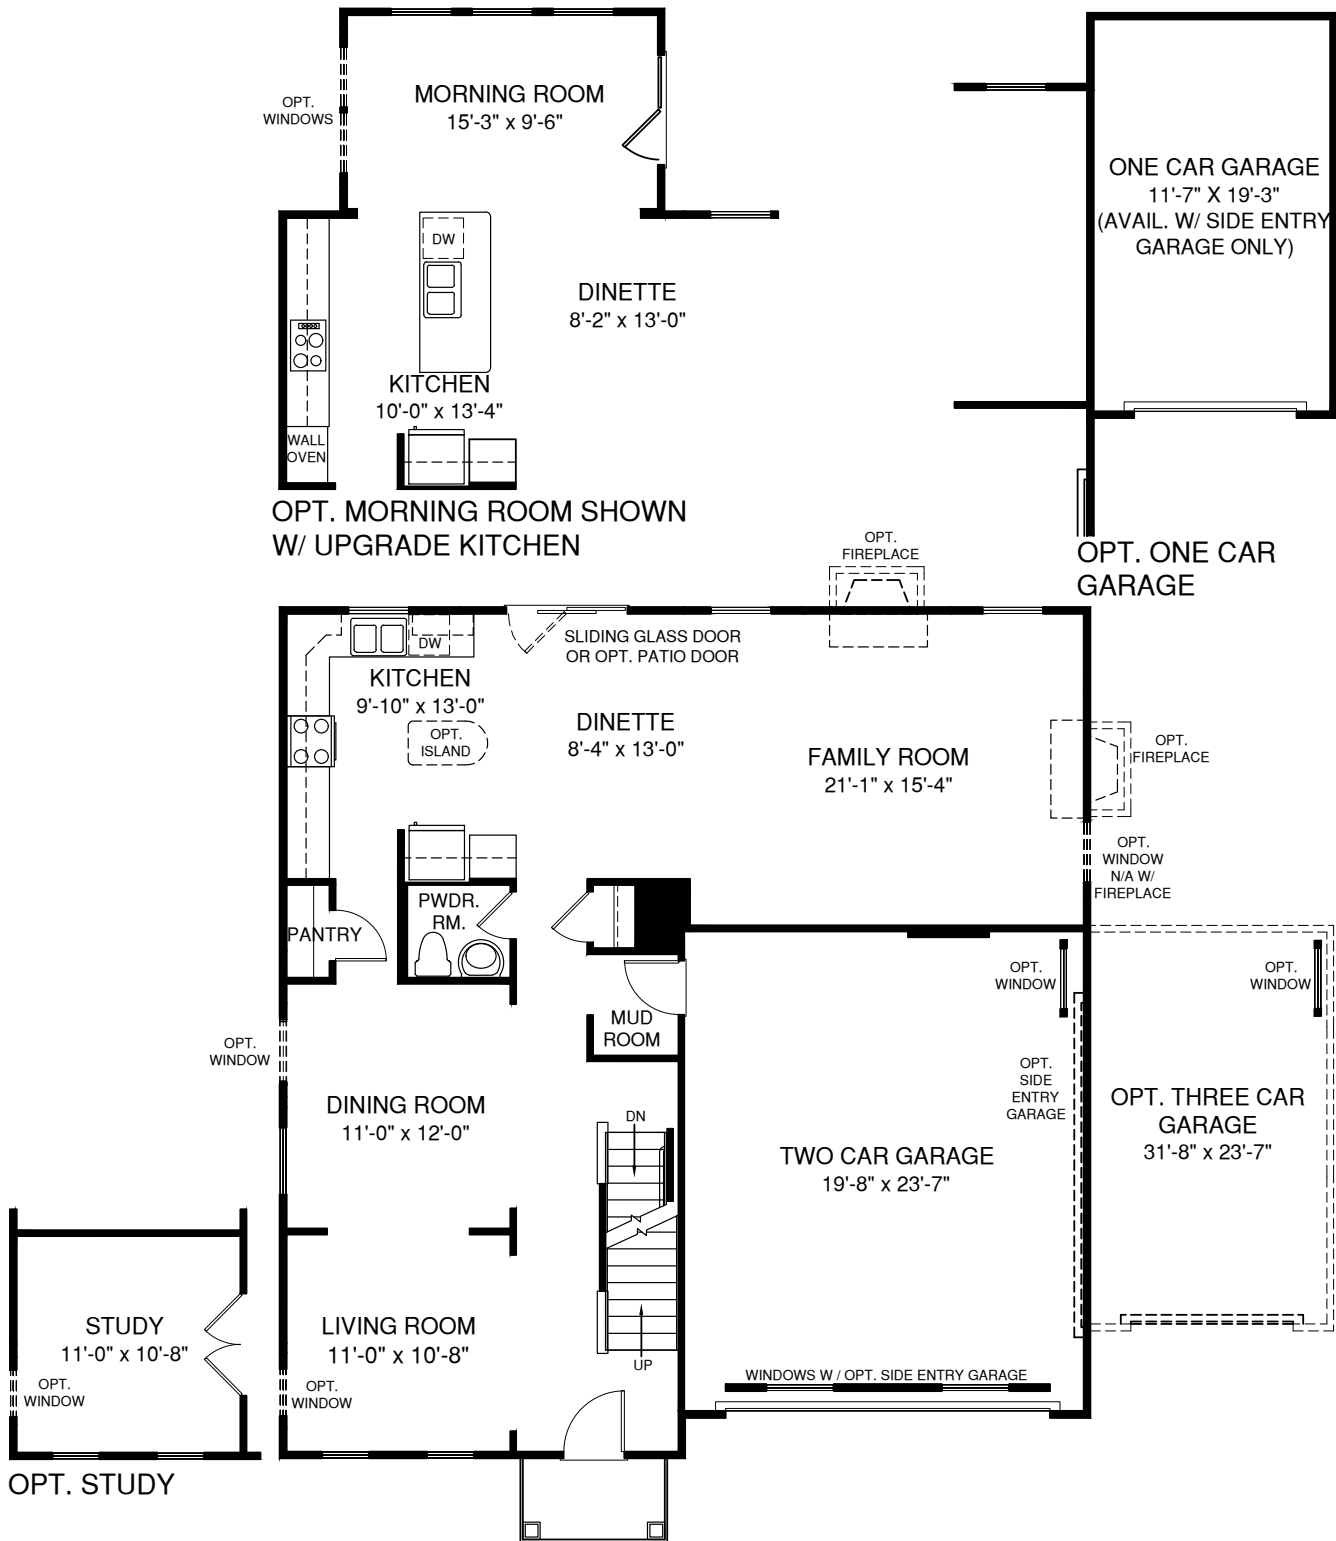 MORNING ROOM
15'-3" x 9'-6"
OPT.
WINDOWS
ONE CAR GARAGE
11'-7" X 19'-3"
(AVAIL. W/ SIDE ENTRY
GARAGE ONLY)
DW
DINETTE
8'-2" x 13'-0"
KITCHEN
10'-0" x 13'-4"
WALL
OVEN
OPT. MORNING ROOM SHOWN
W/ UPGRADE KITCHEN
OPT. ONE CAR
GARAGE
OPT.
FIREPLACE
SLIDING GLASS DOOR
OR OPT. PATIO DOOR
DW
KITCHEN
9'-10" x 13'-0"
OPT.
ISLAND
DINETTE
8'-4" x 13'-0"
FAMILY ROOM
21'-1" x 15'-4"
OPT.
FIREPLACE
OPT.
WINDOW
N/A W/
FIREPLACE
PANTRY
PWDR.
RM.
MUD
ROOM
OPT.
WINDOW
OPT.
WINDOW
OPT.
WINDOW
OPT.
SIDE
ENTRY
GARAGE
DINING ROOM
11'-0" x 12'-0"
DN
TWO CAR GARAGE
19'-8" x 23'-7"
OPT. THREE CAR
GARAGE
31'-8" x 23'-7"
STUDY
11'-0" x 10'-8"
OPT.
WINDOW
LIVING ROOM
11'-0" x 10'-8"
OPT.
WINDOW
UP
WINDOWS W / OPT. SIDE ENTRY GARAGE
OPT. STUDY